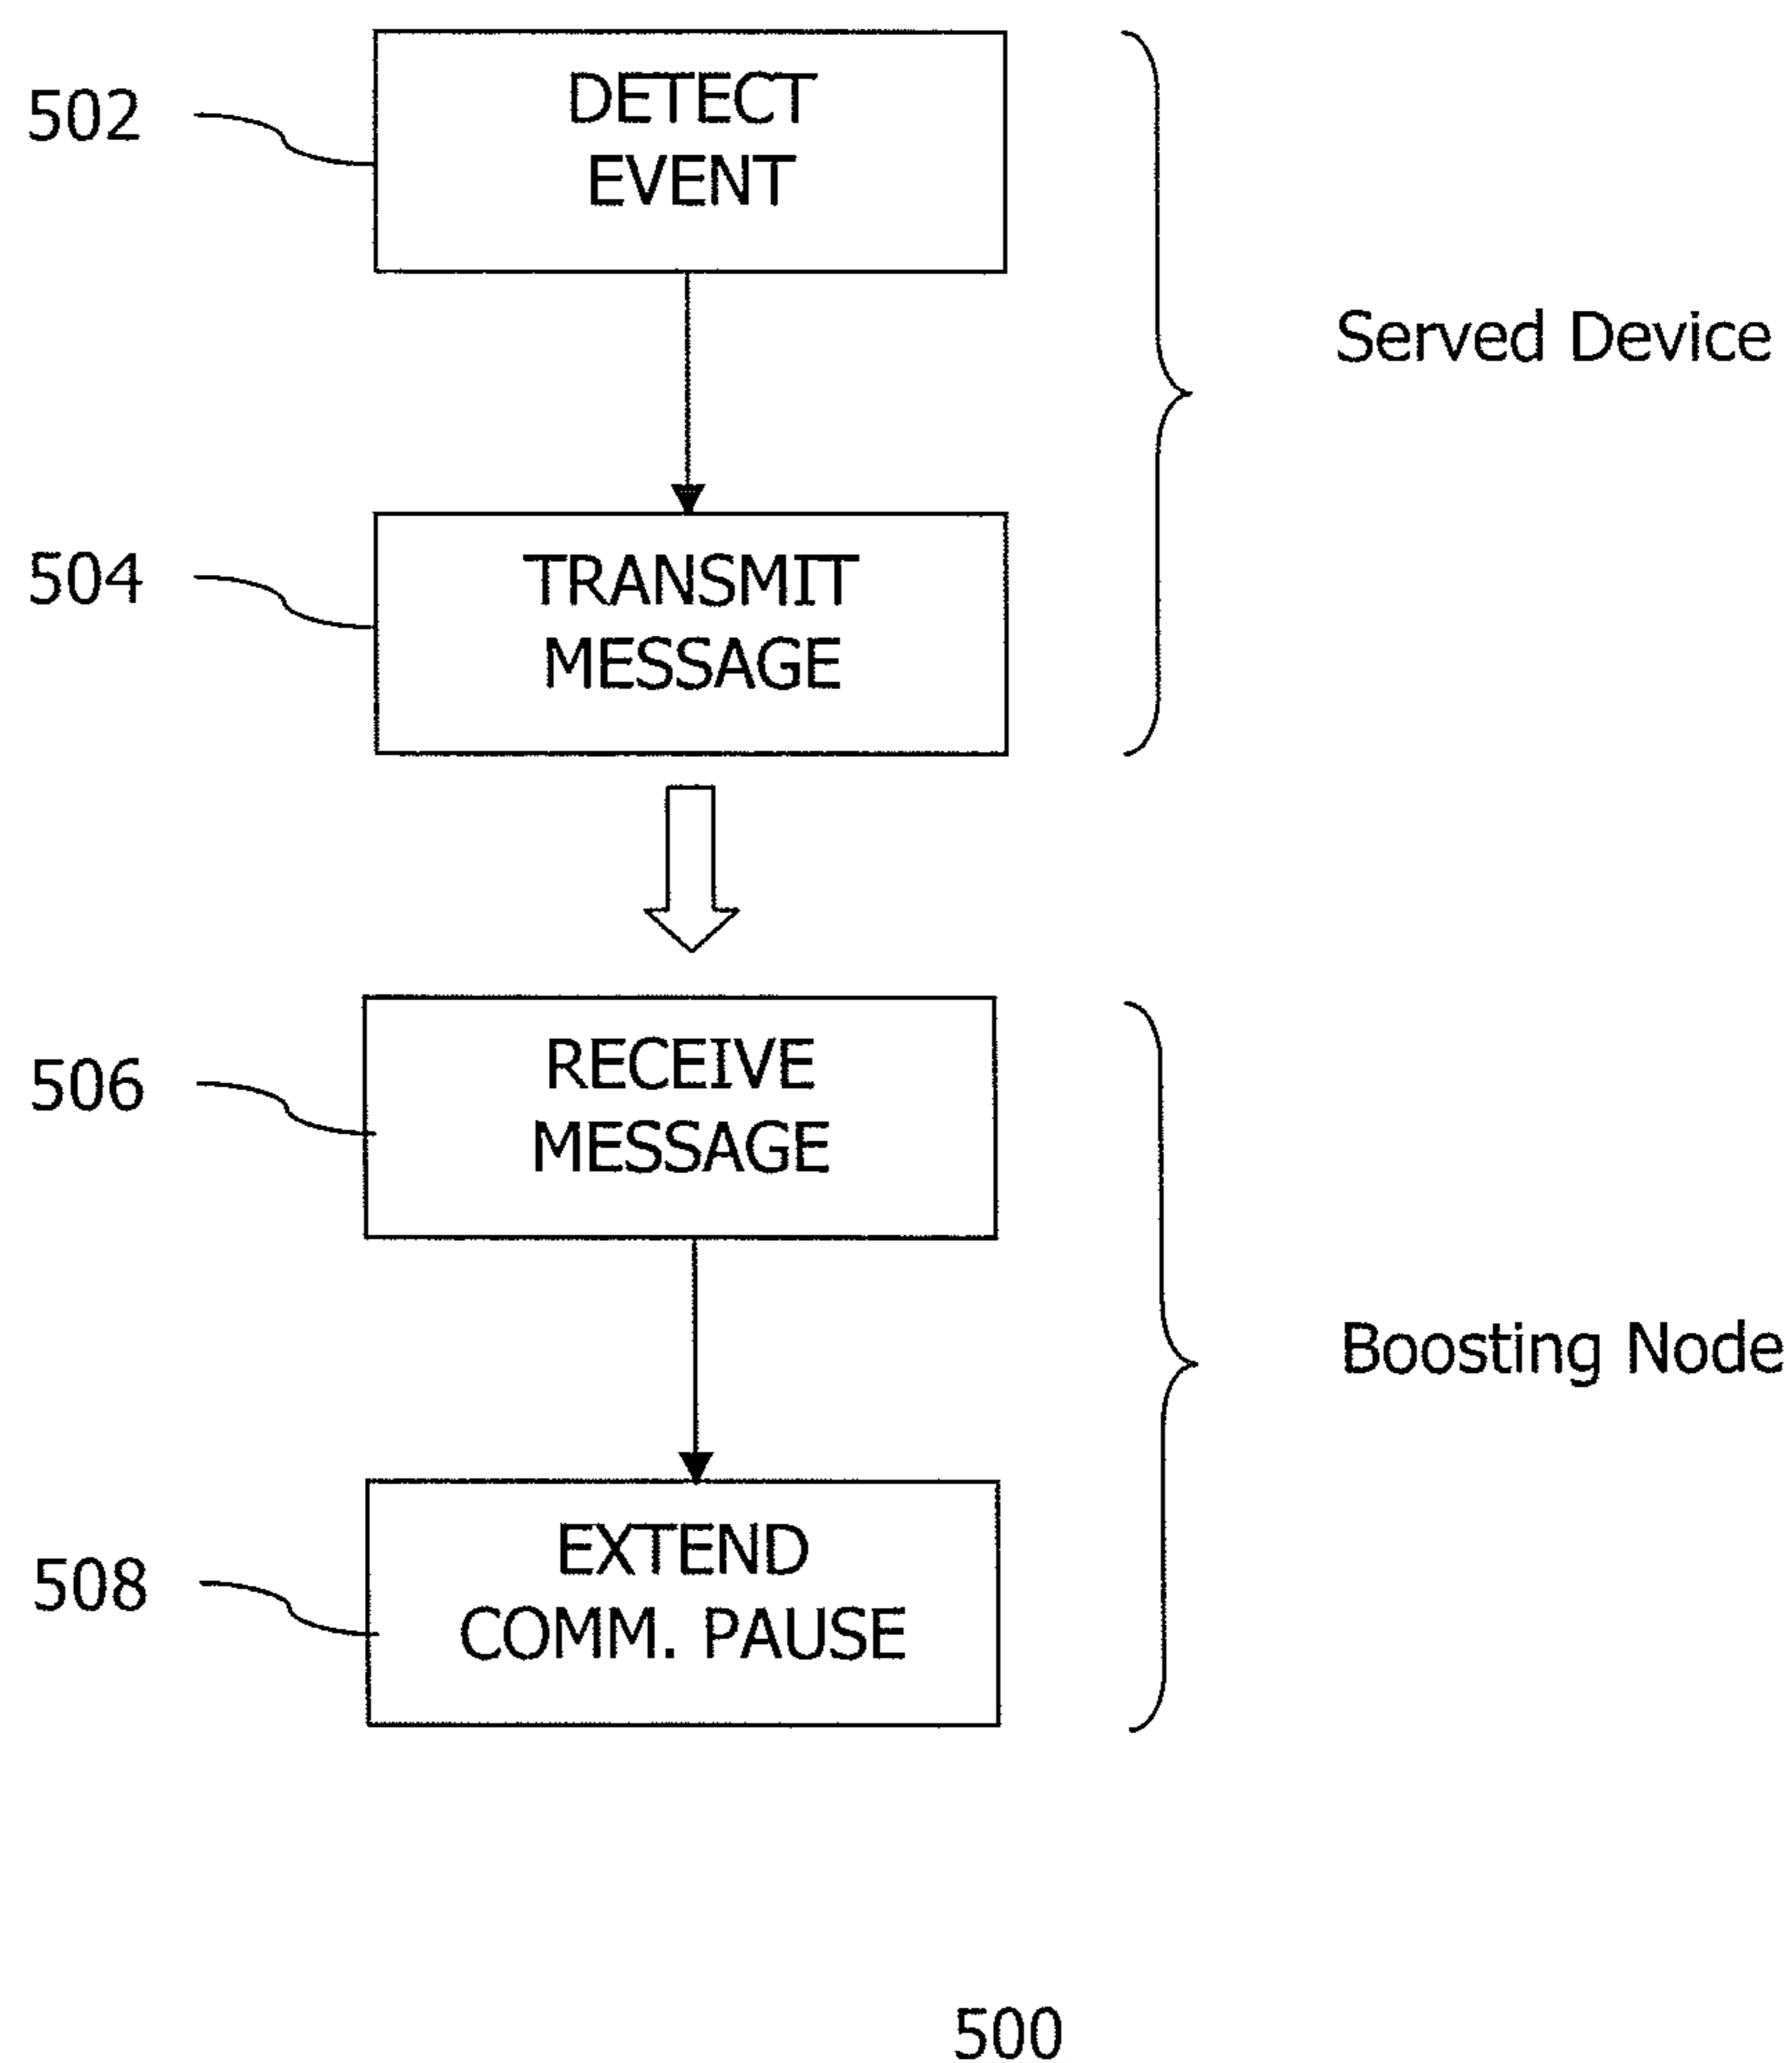 502
DETECT
EVENT
Served Device
504
TRANSMIT
MESSAGE
506
RECEIVE
MESSAGE
Boosting Node
508
EXTEND
COMM. PAUSE
500